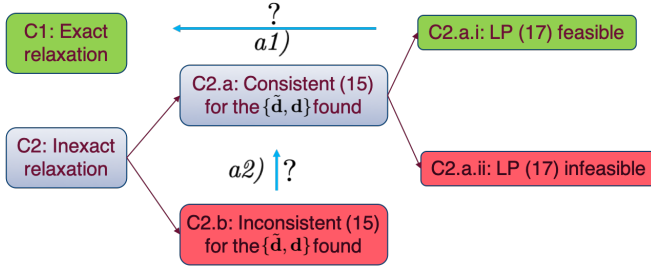 C1: Exact
relaxation
?
a1)
C2.a.i: LP (17) feasible
C2.a: Consistent (15)
for the {d̃, d} found
C2: Inexact
relaxation
a2)
?
C2.a.ii: LP (17) infeasible
C2.b: Inconsistent (15)
for the {d̃, d} found